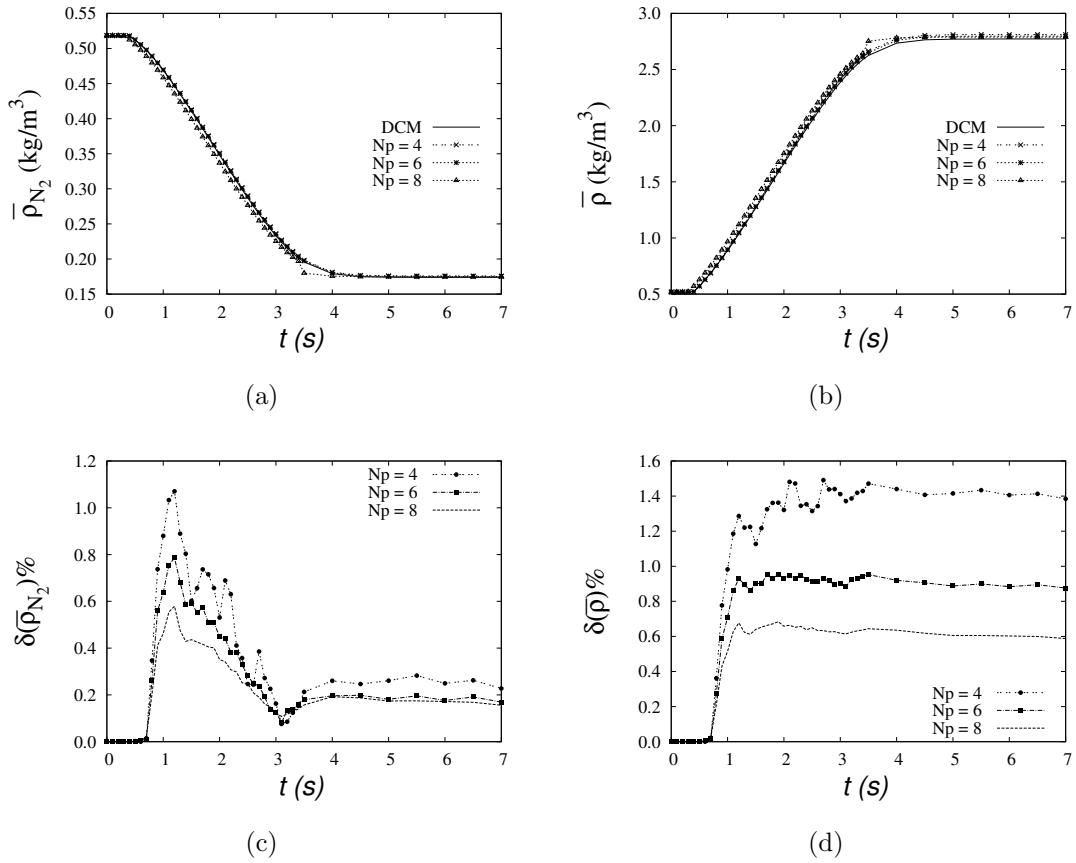 0.55
0.50
0.45
0.40
0.35
0.30
0.25
0.20
0.15
ρ̅_N₂ (kg/m³)
DCM
Np = 4
Np = 6
Np = 8
0 1 2 3 4 5 6 7
t (s)
(a)
3.0
2.5
2.0
1.5
1.0
0.5
ρ̅ (kg/m³)
DCM
Np = 4
Np = 6
Np = 8
0 1 2 3 4 5 6 7
t (s)
(b)
1.2
1.0
0.8
0.6
0.4
0.2
0.0
δ(ρ̅_N₂)%
Np = 4
Np = 6
Np = 8
0 1 2 3 4 5 6 7
t (s)
(c)
1.6
1.4
1.2
1.0
0.8
0.6
0.4
0.2
0.0
δ(ρ̅)%
Np = 4
Np = 6
Np = 8
0 1 2 3 4 5 6 7
t (s)
(d)